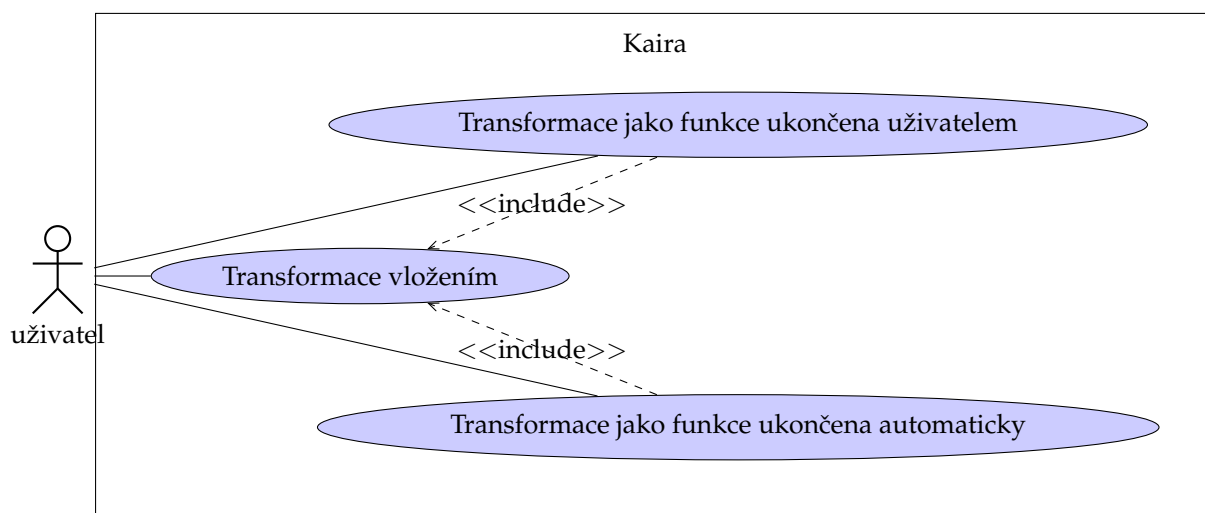 Kaira
Transformace jako funkce ukončena uživatelem
<<include>>
Transformace vložením
uživatel
<<include>>
Transformace jako funkce ukončena automaticky